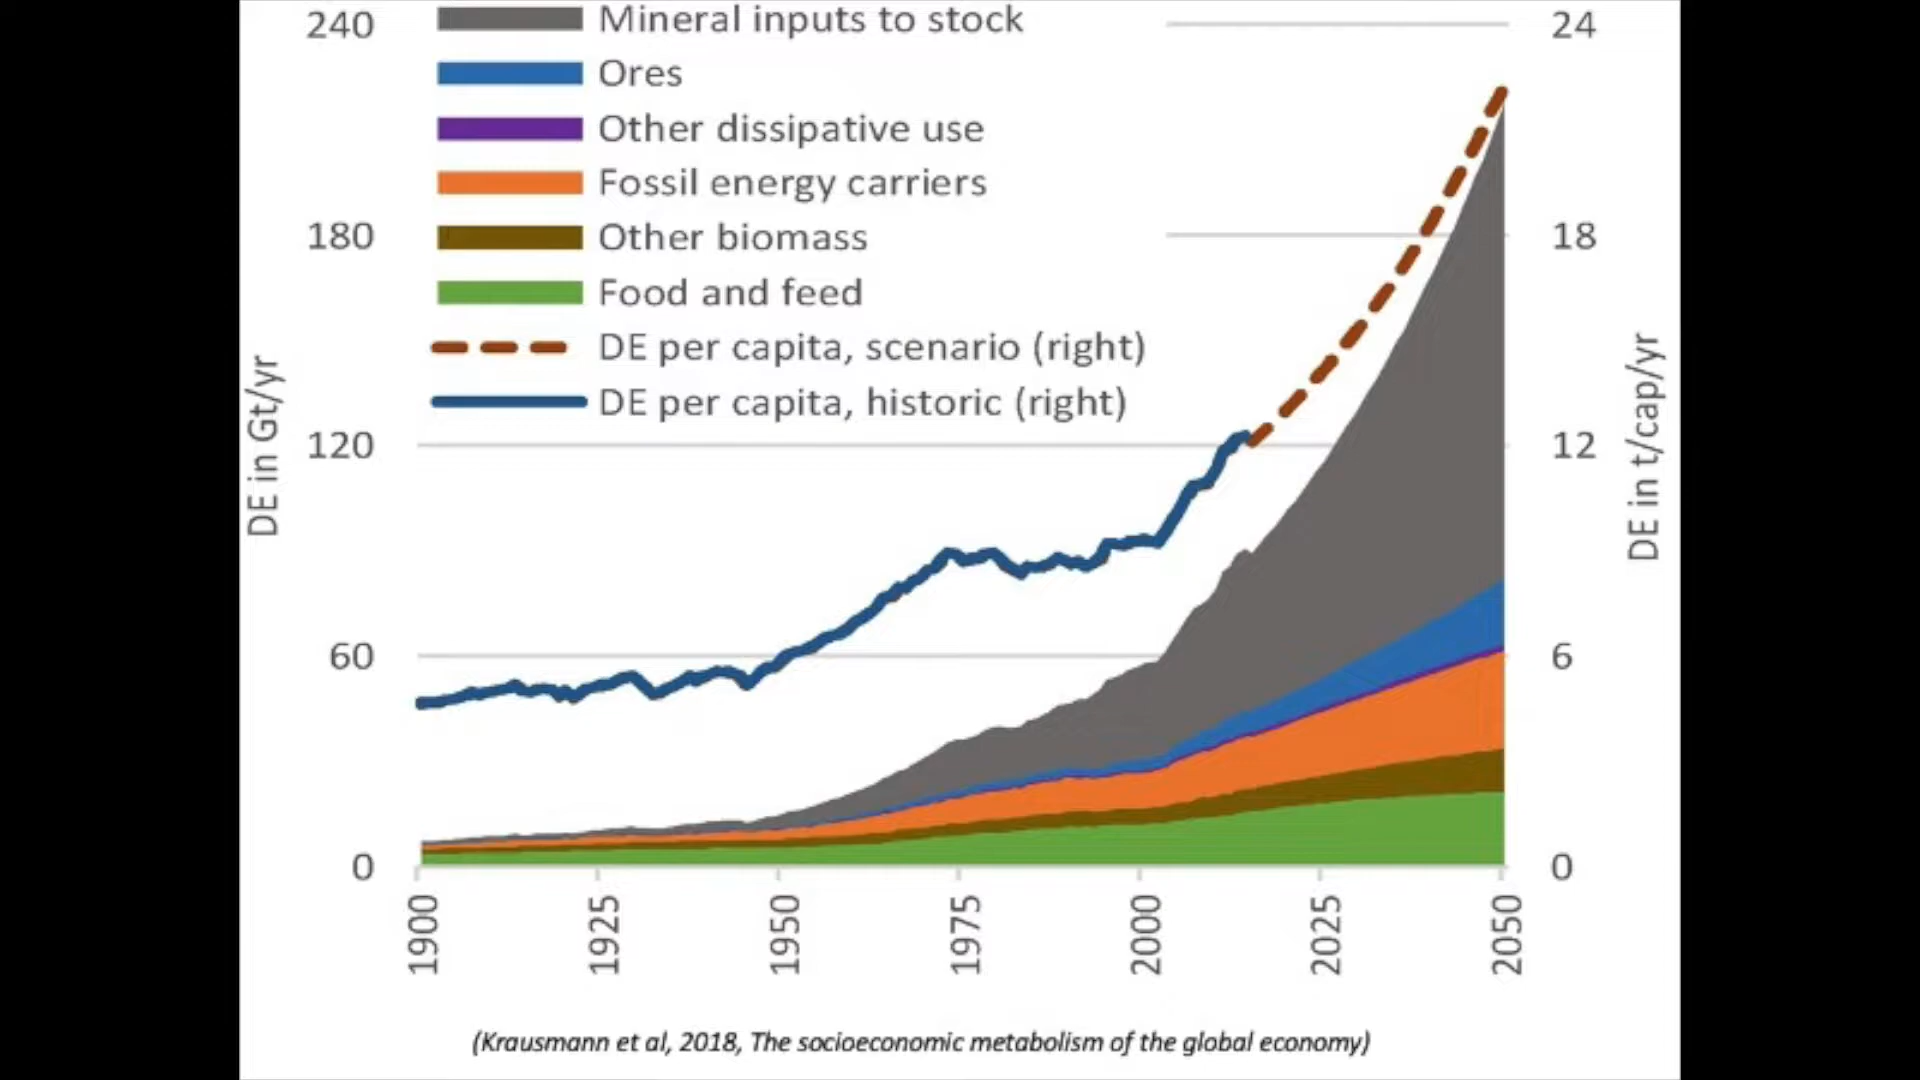 240
Mineral inputs to stock
24
Ores
Other dissipative use
Fossil energy carriers
180
Other biomass
18
Food and feed
DE per capita, scenario (right)
DE per capita, historic (right)
DE in Gt/yr
DE in t/cap/yr
120
12
60
6
0
0
1900
1925
1950
1975
2000
2025
2050
(Krausmann et al, 2018, The socioeconomic metabolism of the global economy)